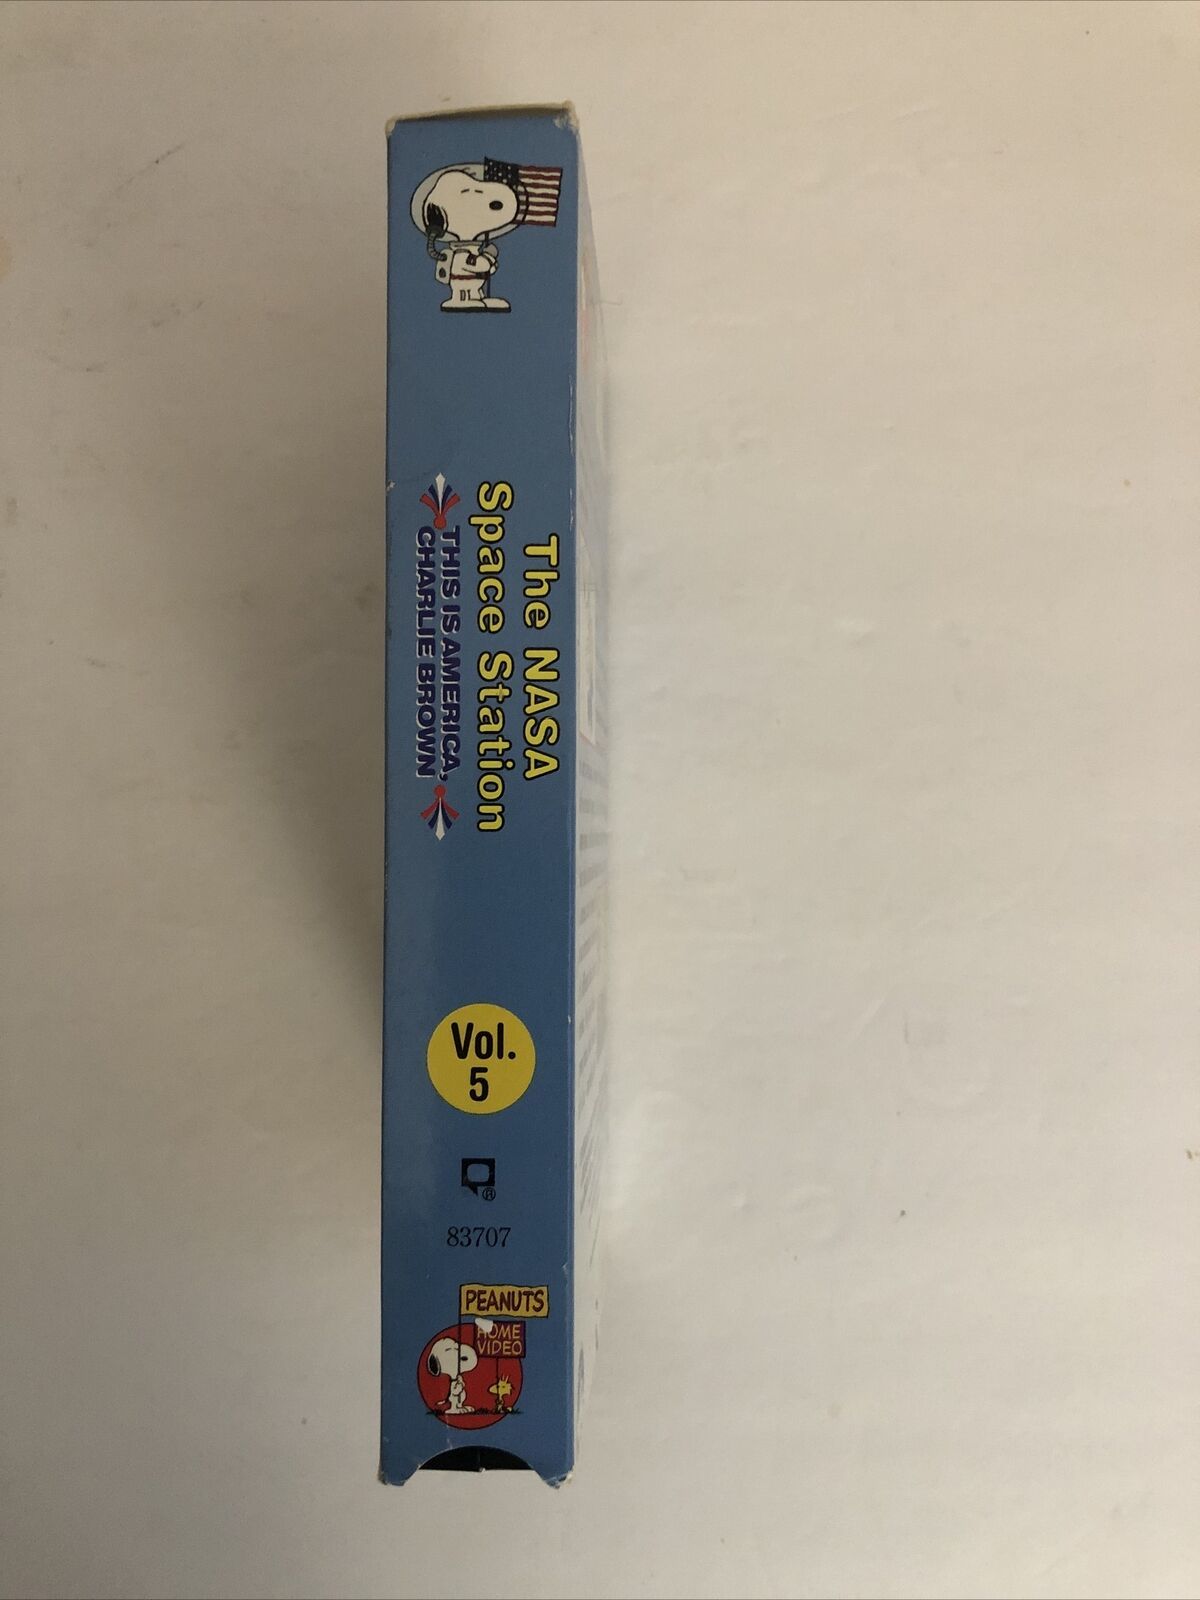 The NASA
Space Station
THIS IS AMERICA,
CHARLIE BROWN
Vol.
5
®
83707
PEANUTS
HOME
VIDEO